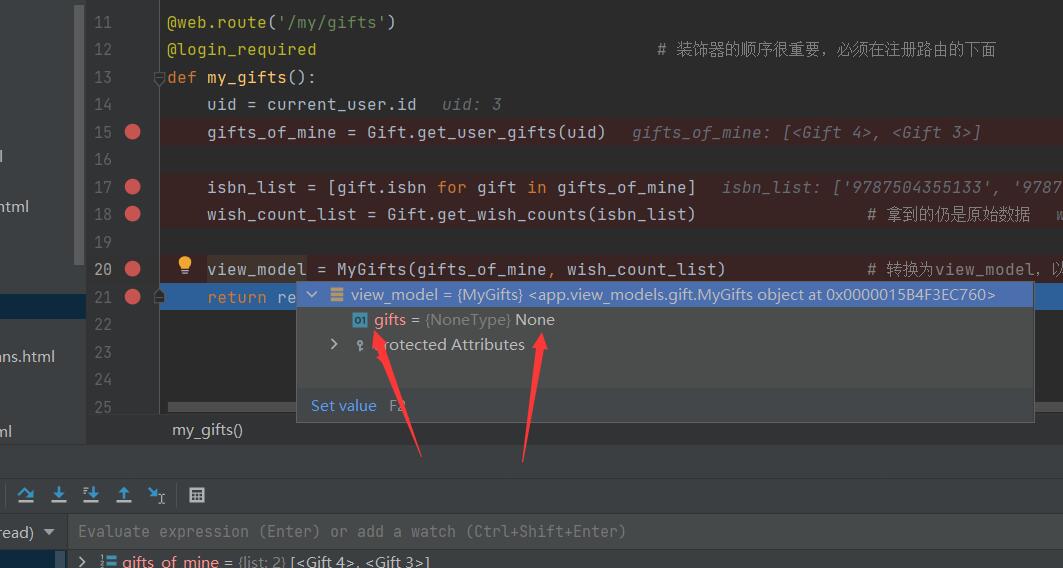 11 @web.route('/my/gifts')
12 @login_required # 装饰器的顺序很重要，必须在注册路由的下面
13 def my_gifts():
14 uid = current_user.id uid: 3
15 gifts_of_mine = Gift.get_user_gifts(uid) gifts_of_mine: [<Gift 4>, <Gift 3>]
16
17 isbn_list = [gift.isbn for gift in gifts_of_mine] isbn_list: ['9787504355133', '9787
18 wish_count_list = Gift.get_wish_counts(isbn_list) # 拿到的仍是原始数据 w
19
20 view_model = MyGifts(gifts_of_mine, wish_count_list) # 转换为view_model，以
21 return re
view_model = {MyGifts} <app.view_models.gift.MyGifts object at 0x0000015B4F3EC760>
22 gifts = {NoneType} None
23 rotected Attributes
24
25 Set value F2
html
ns.html
ml
my_gifts()
read) Evaluate expression (Enter) or add a watch (Ctrl+Shift+Enter)
gifts_of_mine = {list: 2} [<Gift 4>, <Gift 3>]